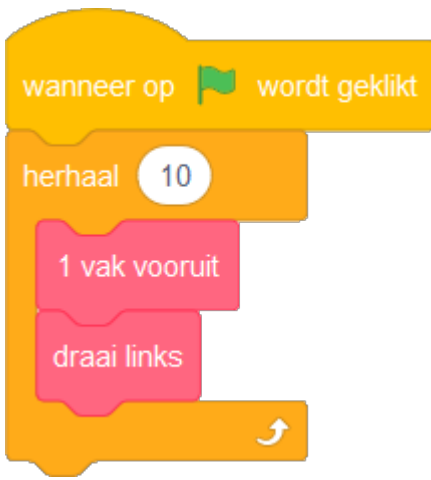 wanneer op wordt geklikt
herhaal 10
1 vak vooruit
draai links